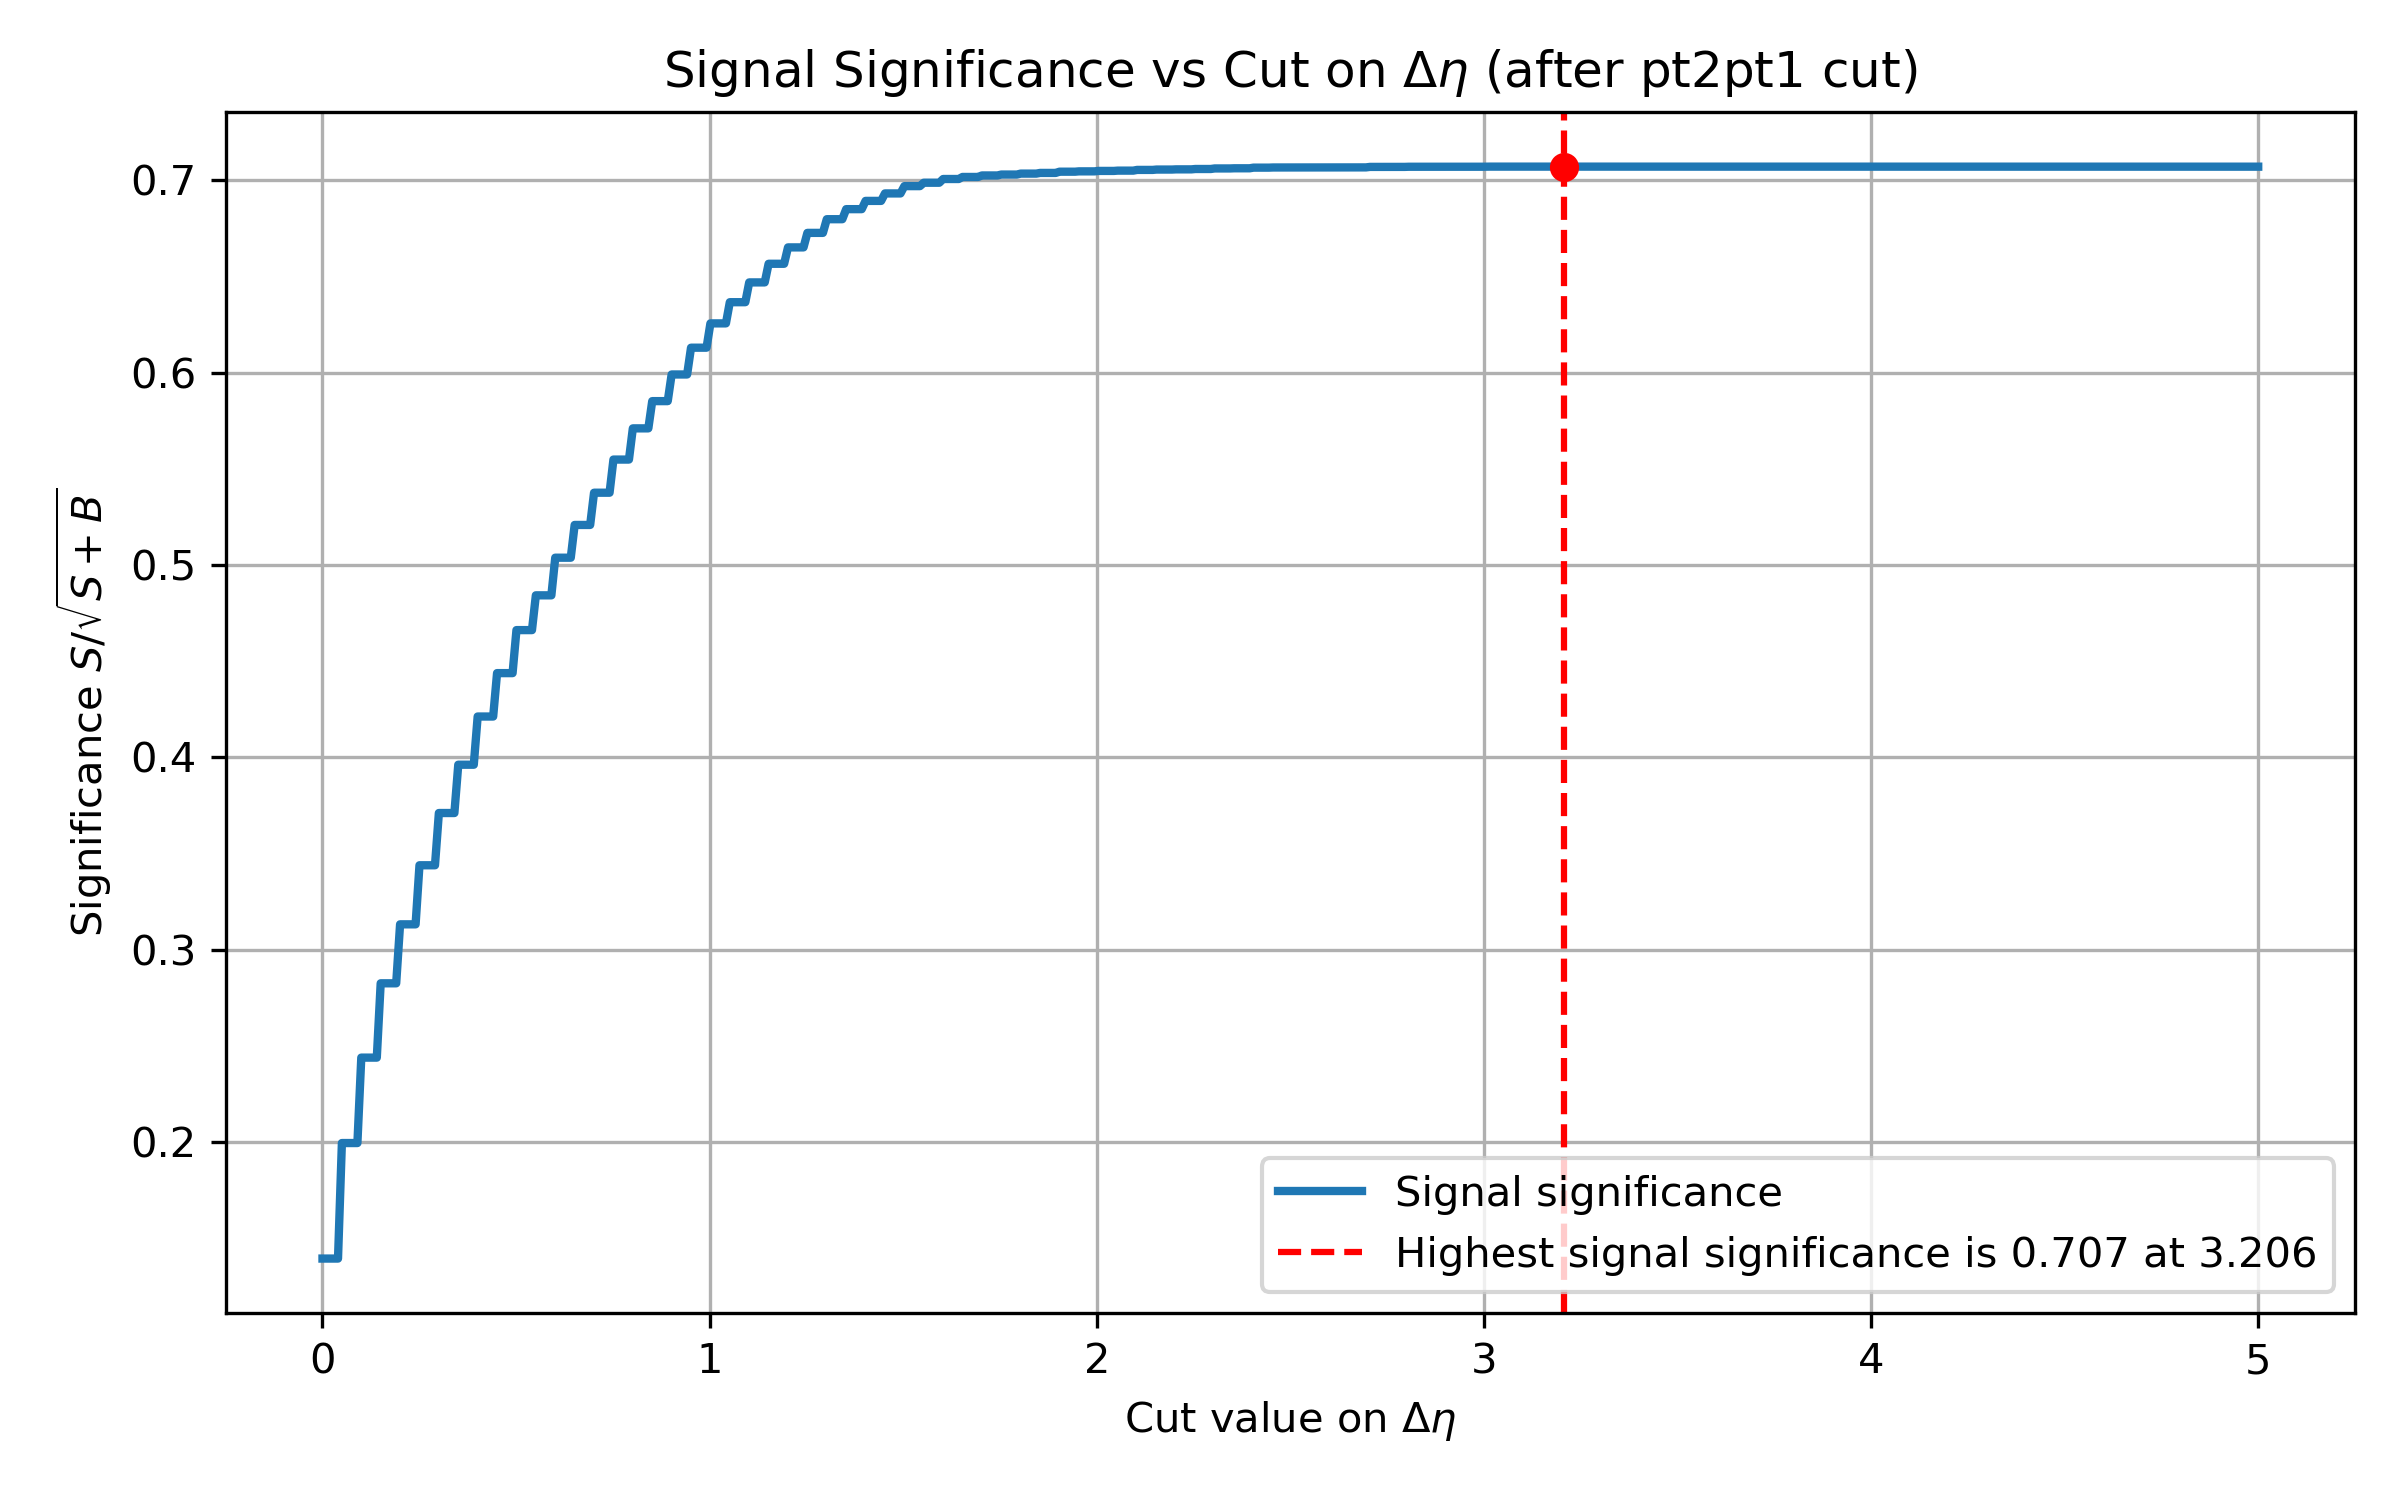 Signal Significance vs Cut on Δη (after pt2pt1 cut)
Significance S/√S + B
0.7
0.6
0.5
0.4
0.3
0.2
0 1 2 3 4 5
Cut value on Δη
Signal significance
Highest signal significance is 0.707 at 3.206